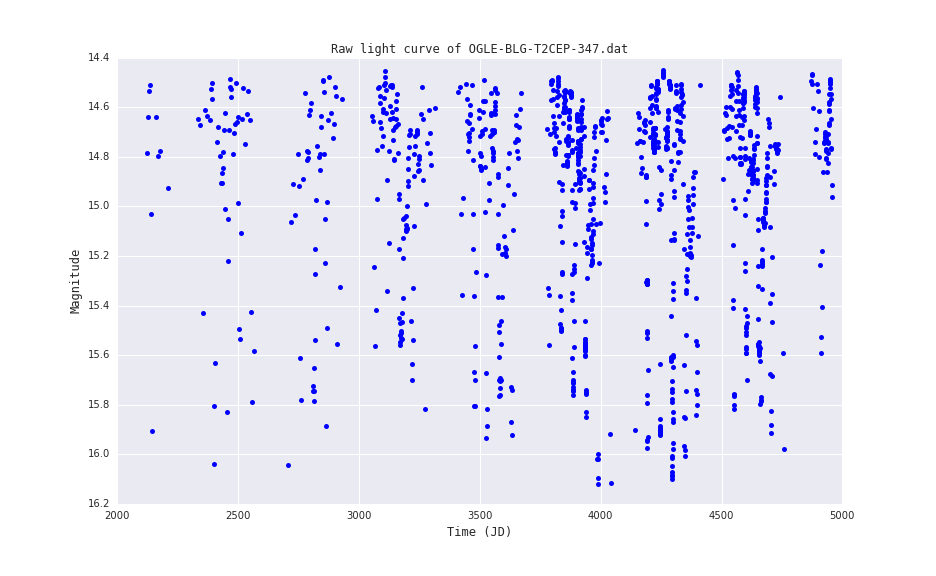 Raw light curve of OGLE-BLG-T2CEP-347.dat
14.4
14.6
14.8
15.0
15.2
15.4
15.6
15.8
16.0
16.2
Magnitude
2000 2500 3000 3500 4000 4500 5000
Time (JD)